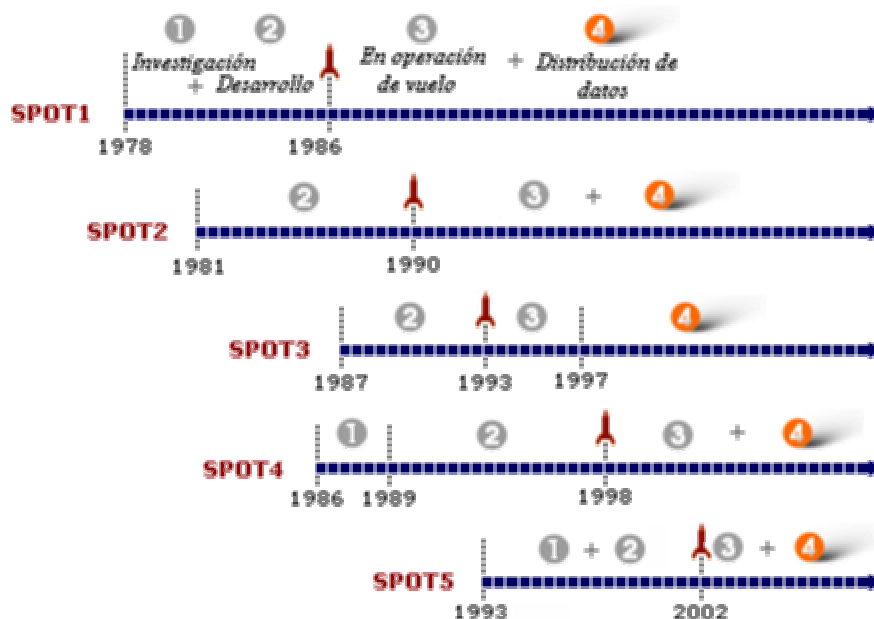 1 2 3 4
Investigación + Desarrollo
En operación de vuelo
+
Distribución de datos
SPOT1
1978 1986
2 3 + 4
SPOT2
1981 1990
2 3 4
SPOT3
1987 1993 1997
1 2 3 + 4
SPOT4
1986 1989 1998
1 + 2 3 + 4
SPOT5
1993 2002